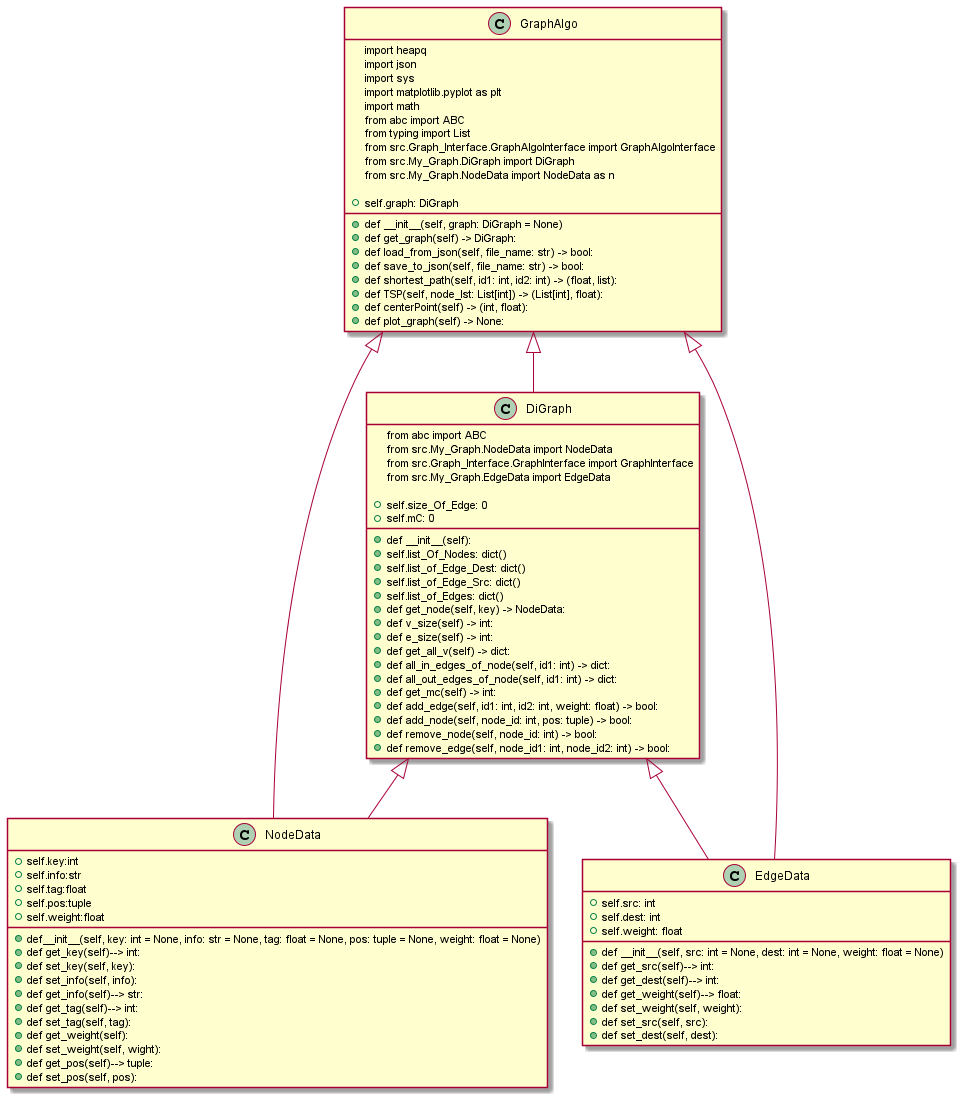 C GraphAlgo
import heapq
import json
import sys
import matplotlib.pyplot as plt
import math
from abc import ABC
from typing import List
from src.Graph_Interface.GraphAlgoInterface import GraphAlgoInterface
from src.My_Graph.DiGraph import DiGraph
from src.My_Graph.NodeData import NodeData as n
self.graph: DiGraph
def __init__(self, graph: DiGraph = None)
def get_graph(self) -> DiGraph:
def load_from_json(self, file_name: str) -> bool:
def save_to_json(self, file_name: str) -> bool:
def shortest_path(self, id1: int, id2: int) -> (float, list):
def TSP(self, node_lst: List[int]) -> (List[int], float):
def centerPoint(self) -> (int, float):
def plot_graph(self) -> None:
C DiGraph
from abc import ABC
from src.My_Graph.NodeData import NodeData
from src.Graph_Interface.GraphInterface import GraphInterface
from src.My_Graph.EdgeData import EdgeData
self.size_Of_Edge: 0
self.mC: 0
def __init__(self):
self.list_Of_Nodes: dict()
self.list_of_Edge_Dest: dict()
self.list_of_Edge_Src: dict()
self.list_of_Edges: dict()
def get_node(self, key) -> NodeData:
def v_size(self) -> int:
def e_size(self) -> int:
def get_all_v(self) -> dict:
def all_in_edges_of_node(self, id1: int) -> dict:
def all_out_edges_of_node(self, id1: int) -> dict:
def get_mc(self) -> int:
def add_edge(self, id1: int, id2: int, weight: float) -> bool:
def add_node(self, node_id: int, pos: tuple) -> bool:
def remove_node(self, node_id: int) -> bool:
def remove_edge(self, node_id1: int, node_id2: int) -> bool:
C NodeData
self.key:int
self.info:str
self.tag:float
self.pos:tuple
self.weight:float
def__init__(self, key: int = None, info: str = None, tag: float = None, pos: tuple = None, weight: float = None)
def get_key(self)--> int:
def set_key(self, key):
def set_info(self, info):
def get_info(self)--> str:
def get_tag(self)--> int:
def set_tag(self, tag):
def get_weight(self):
def set_weight(self, wight):
def get_pos(self)--> tuple:
def set_pos(self, pos):
C EdgeData
self.src: int
self.dest: int
self.weight: float
def __init__(self, src: int = None, dest: int = None, weight: float = None)
def get_src(self)--> int:
def get_dest(self)--> int:
def get_weight(self)--> float:
def set_weight(self, weight):
def set_src(self, src):
def set_dest(self, dest):